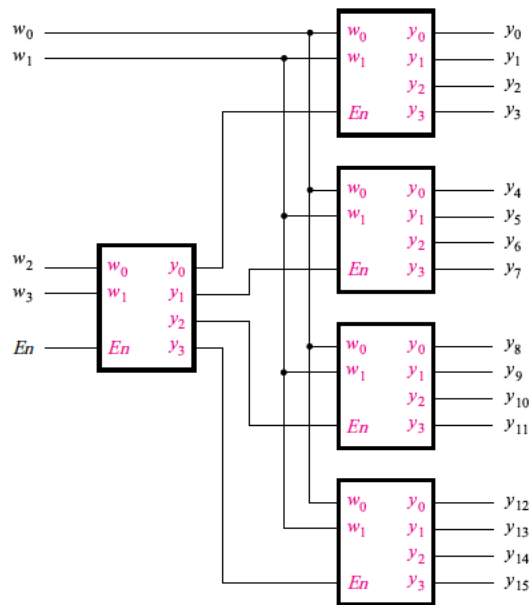 w₀ w₀ y₀ y₀
w₁ w₁ y₁ y₁
y₂ y₂
En y₃ y₃
w₀ y₀ y₄
w₁ y₁ y₅
y₂ y₆
w₂ w₀ y₀ En y₃ y₇
w₃ w₁ y₁
y₂
En En y₃
w₀ y₀ y₈
w₁ y₁ y₉
y₂ y₁₀
En y₃ y₁₁
w₀ y₀ y₁₂
w₁ y₁ y₁₃
y₂ y₁₄
En y₃ y₁₅